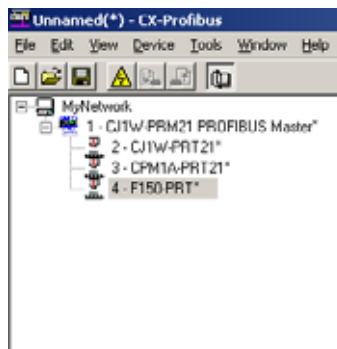 Unnamed(*) - CX-Profibus
File Edit View Device Tools Window Help
MyNetwork
1 - CJ1W-PRM21 PROFIBUS Master*
2 - CJ1W-PRT21*
3 - CPM1A-PRT21*
4 - F150-PRT*